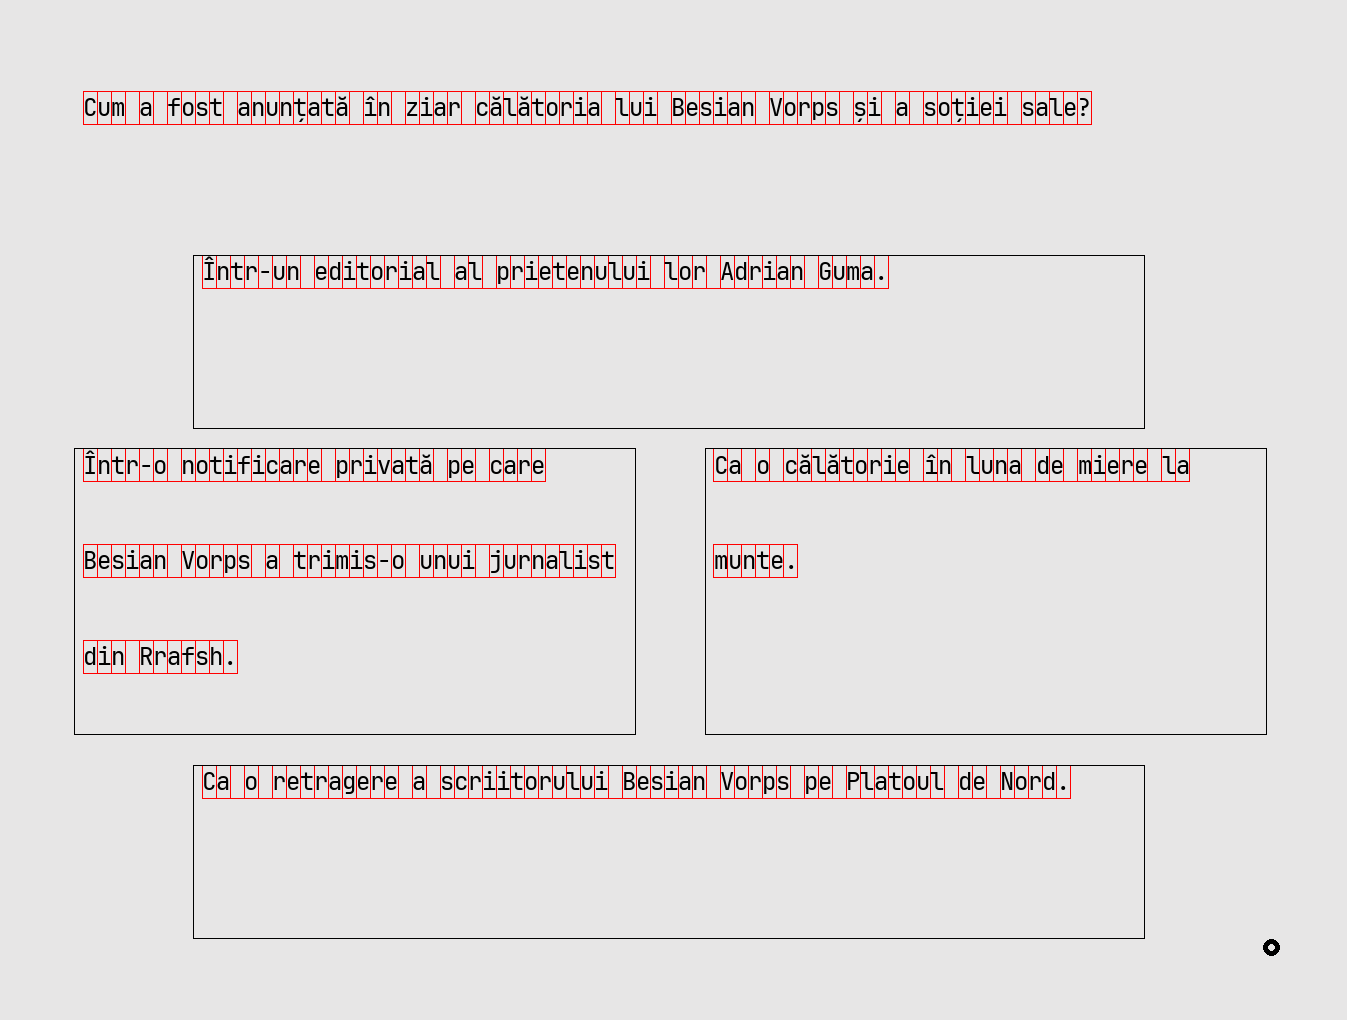 Cum a fost anunțată în ziar călătoria lui Besian Vorps și a soției sale?
Într-un editorial al prietenului lor Adrian Guma.
Într-o notificare privată pe care
Besian Vorps a trimis-o unui jurnalist
din Rrafsh.
Ca o călătorie în luna de miere la
munte.
Ca o retragere a scriitorului Besian Vorps pe Platoul de Nord.